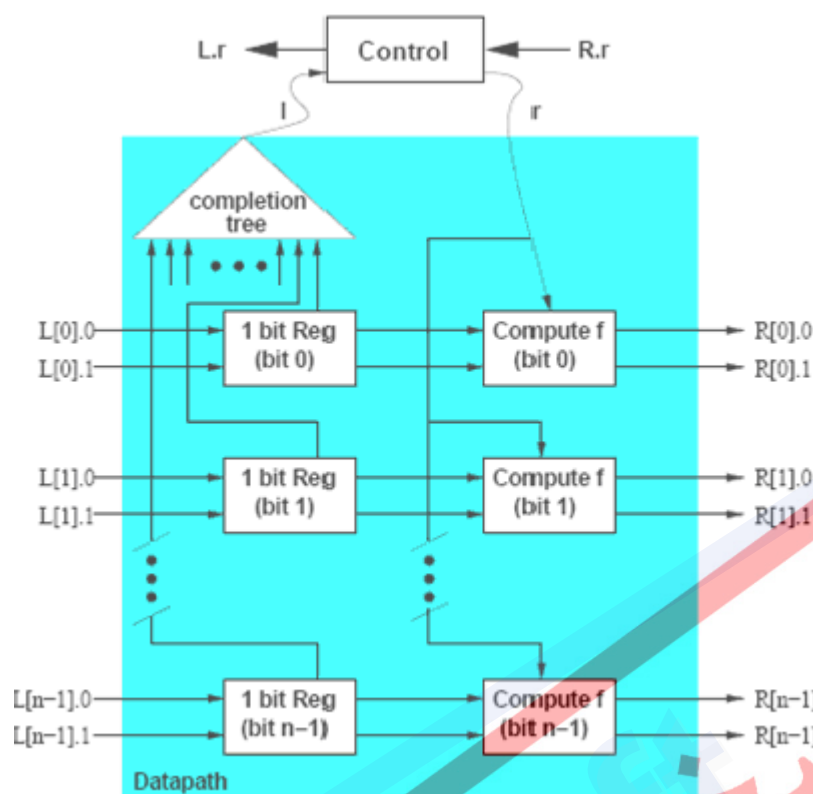 L.r
Control
R.r
l
r
completion
tree
L[0].0
L[0].1
1 bit Reg
(bit 0)
Compute f
(bit 0)
R[0].0
R[0].1
L[1].0
L[1].1
1 bit Reg
(bit 1)
Compute f
(bit 1)
R[1].0
R[1].1
L[n−1].0
L[n−1].1
1 bit Reg
(bit n−1)
Compute f
(bit n−1)
R[n−1]
R[n−1]
Datapath